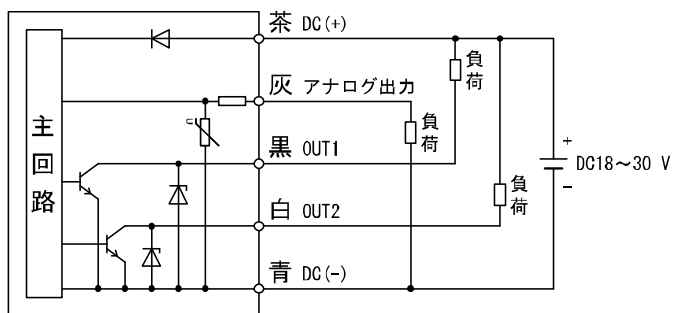 茶 DC(+)
負荷
灰 アナログ出力
負荷
主回路
U
黒 OUT1
+
DC18～30 V
−
負荷
白 OUT2
青 DC(−)